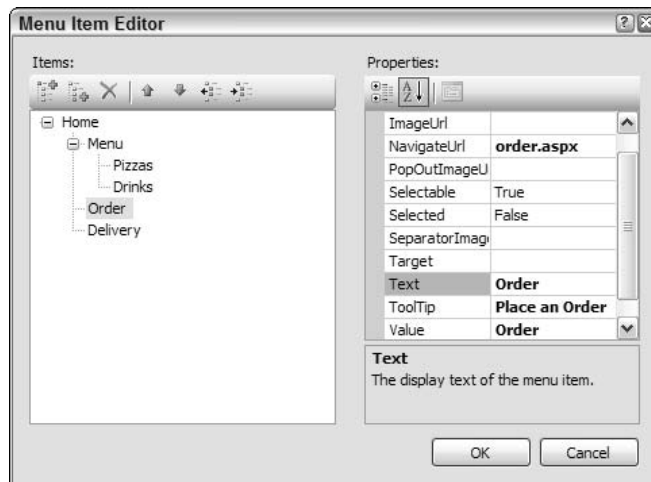 Menu Item Editor
Items:
Properties:
Home
Menu
Pizzas
Drinks
Order
Delivery
ImageUrl
NavigateUrl order.aspx
PopOutImageU
Selectable True
Selected False
SeparatorImag
Target
Text Order
ToolTip Place an Order
Value Order
Text
The display text of the menu item.
OK Cancel